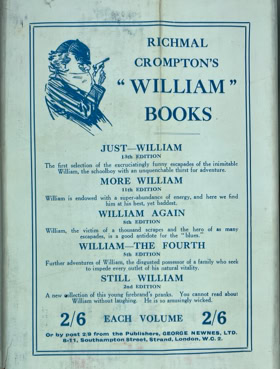 RICHMAL
CROMPTON'S
"WILLIAM"
BOOKS
JUST—WILLIAM
13th EDITION
The first selection of the excruciatingly funny escapades of the inimitable
William, the schoolboy with an unquenchable thirst for adventure.
MORE WILLIAM
11th EDITION
William is endowed with a super-abundance of energy, and here we find
him at his best, yet baddest.
WILLIAM AGAIN
8th EDITION
William, the victim of a thousand scrapes and the hero of as many
escapades, is a good antidote for the "blues."
WILLIAM—THE FOURTH
5th EDITION
Further adventures of William, the disgusted possessor of a family who seek
to impede every outlet of his natural vitality.
STILL WILLIAM
2nd EDITION
A new collection of this young firebrand's pranks. You cannot read about
William without laughing. He is so amusingly wicked.
2/6 EACH VOLUME 2/6
Or by post 2/9 from the Publishers, GEORGE NEWNES, LTD.
8-11, Southampton Street, Strand, London, W.C. 2.